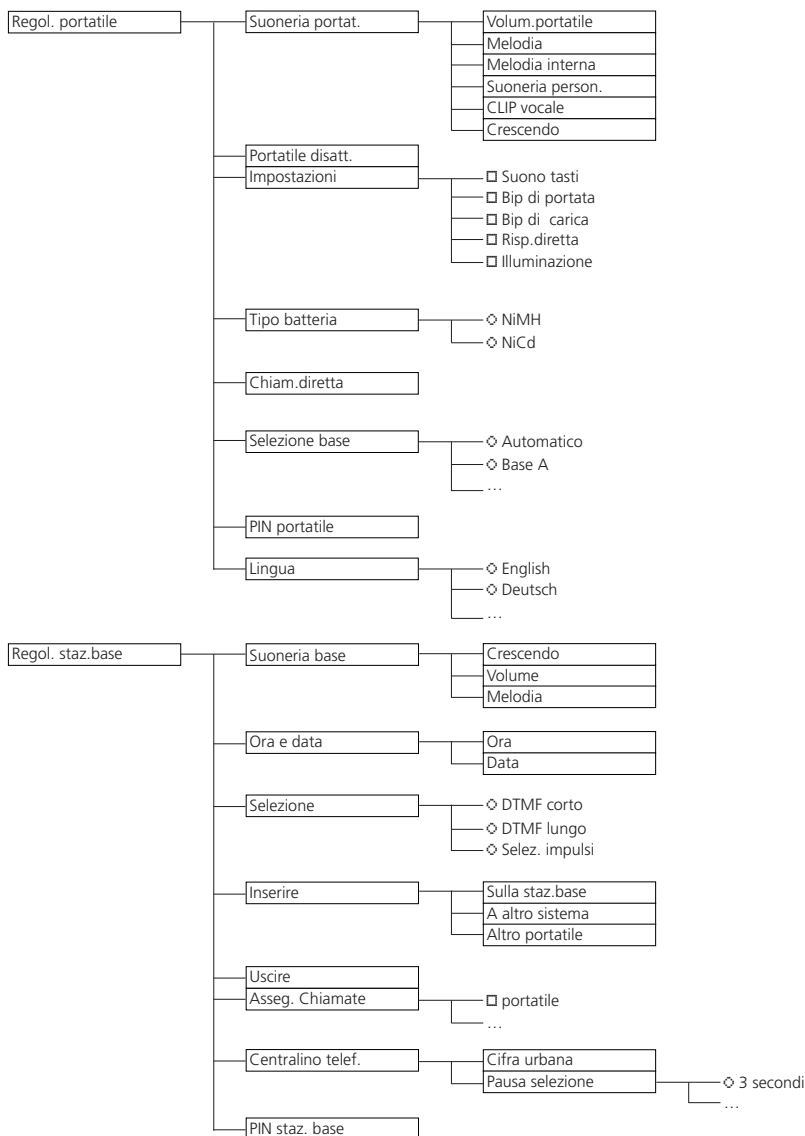 Regol. portatile
Suoneria portat.
Volum.portatile
Melodia
Melodia interna
Suoneria person.
CLIP vocale
Crescendo
Portatile disatt.
Impostazioni
Suono tasti
Bip di portata
Bip di carica
Risp.diretta
Illuminazione
Tipo batteria
NiMH
NiCd
Chiam.diretta
Selezione base
Automatico
Base A
...
PIN portatile
Lingua
English
Deutsch
...
Regol. staz.base
Suoneria base
Crescendo
Volume
Melodia
Ora e data
Ora
Data
Selezione
DTMF corto
DTMF lungo
Selez. impulsi
Inserire
Sulla staz.base
A altro sistema
Altro portatile
Uscire
Asseg. Chiamate
portatile
...
Centralino telef.
Cifra urbana
Pausa selezione
3 secondi
...
PIN staz. base